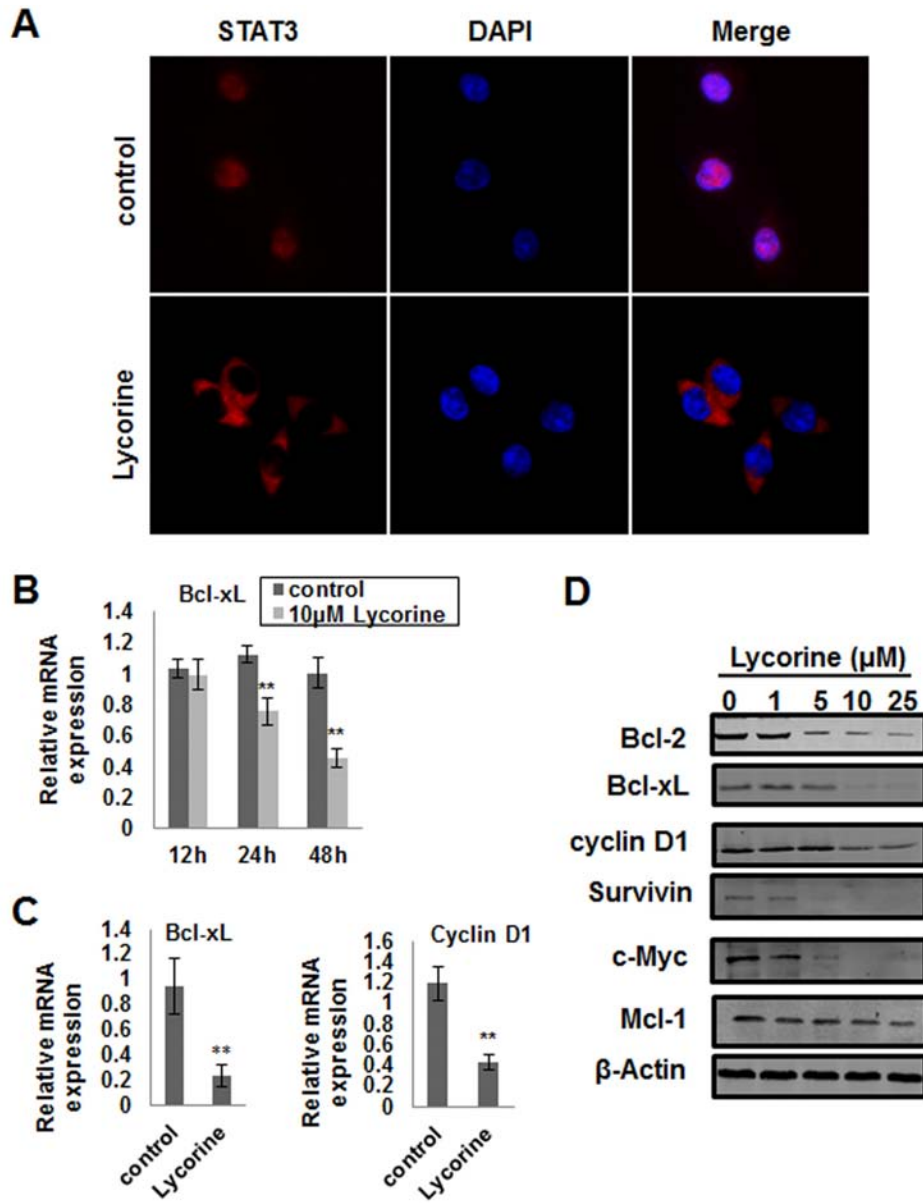 A
STAT3 DAPI Merge
control
Lycorine
B
Bcl-xL
control
10μM Lycorine
Relative mRNA
expression
1.4
1.2
1
0.8
0.6
0.4
0.2
0
**
**
12h 24h 48h
C
Bcl-xL
Relative mRNA
expression
1.4
1.2
1
0.8
0.6
0.4
0.2
0
**
control
Lycorine
Cyclin D1
Relative mRNA
expression
1.6
1.4
1.2
1
0.8
0.6
0.4
0.2
0
**
control
Lycorine
D
Lycorine (μM)
0 1 5 10 25
Bcl-2
Bcl-xL
cyclin D1
Survivin
c-Myc
Mcl-1
β-Actin